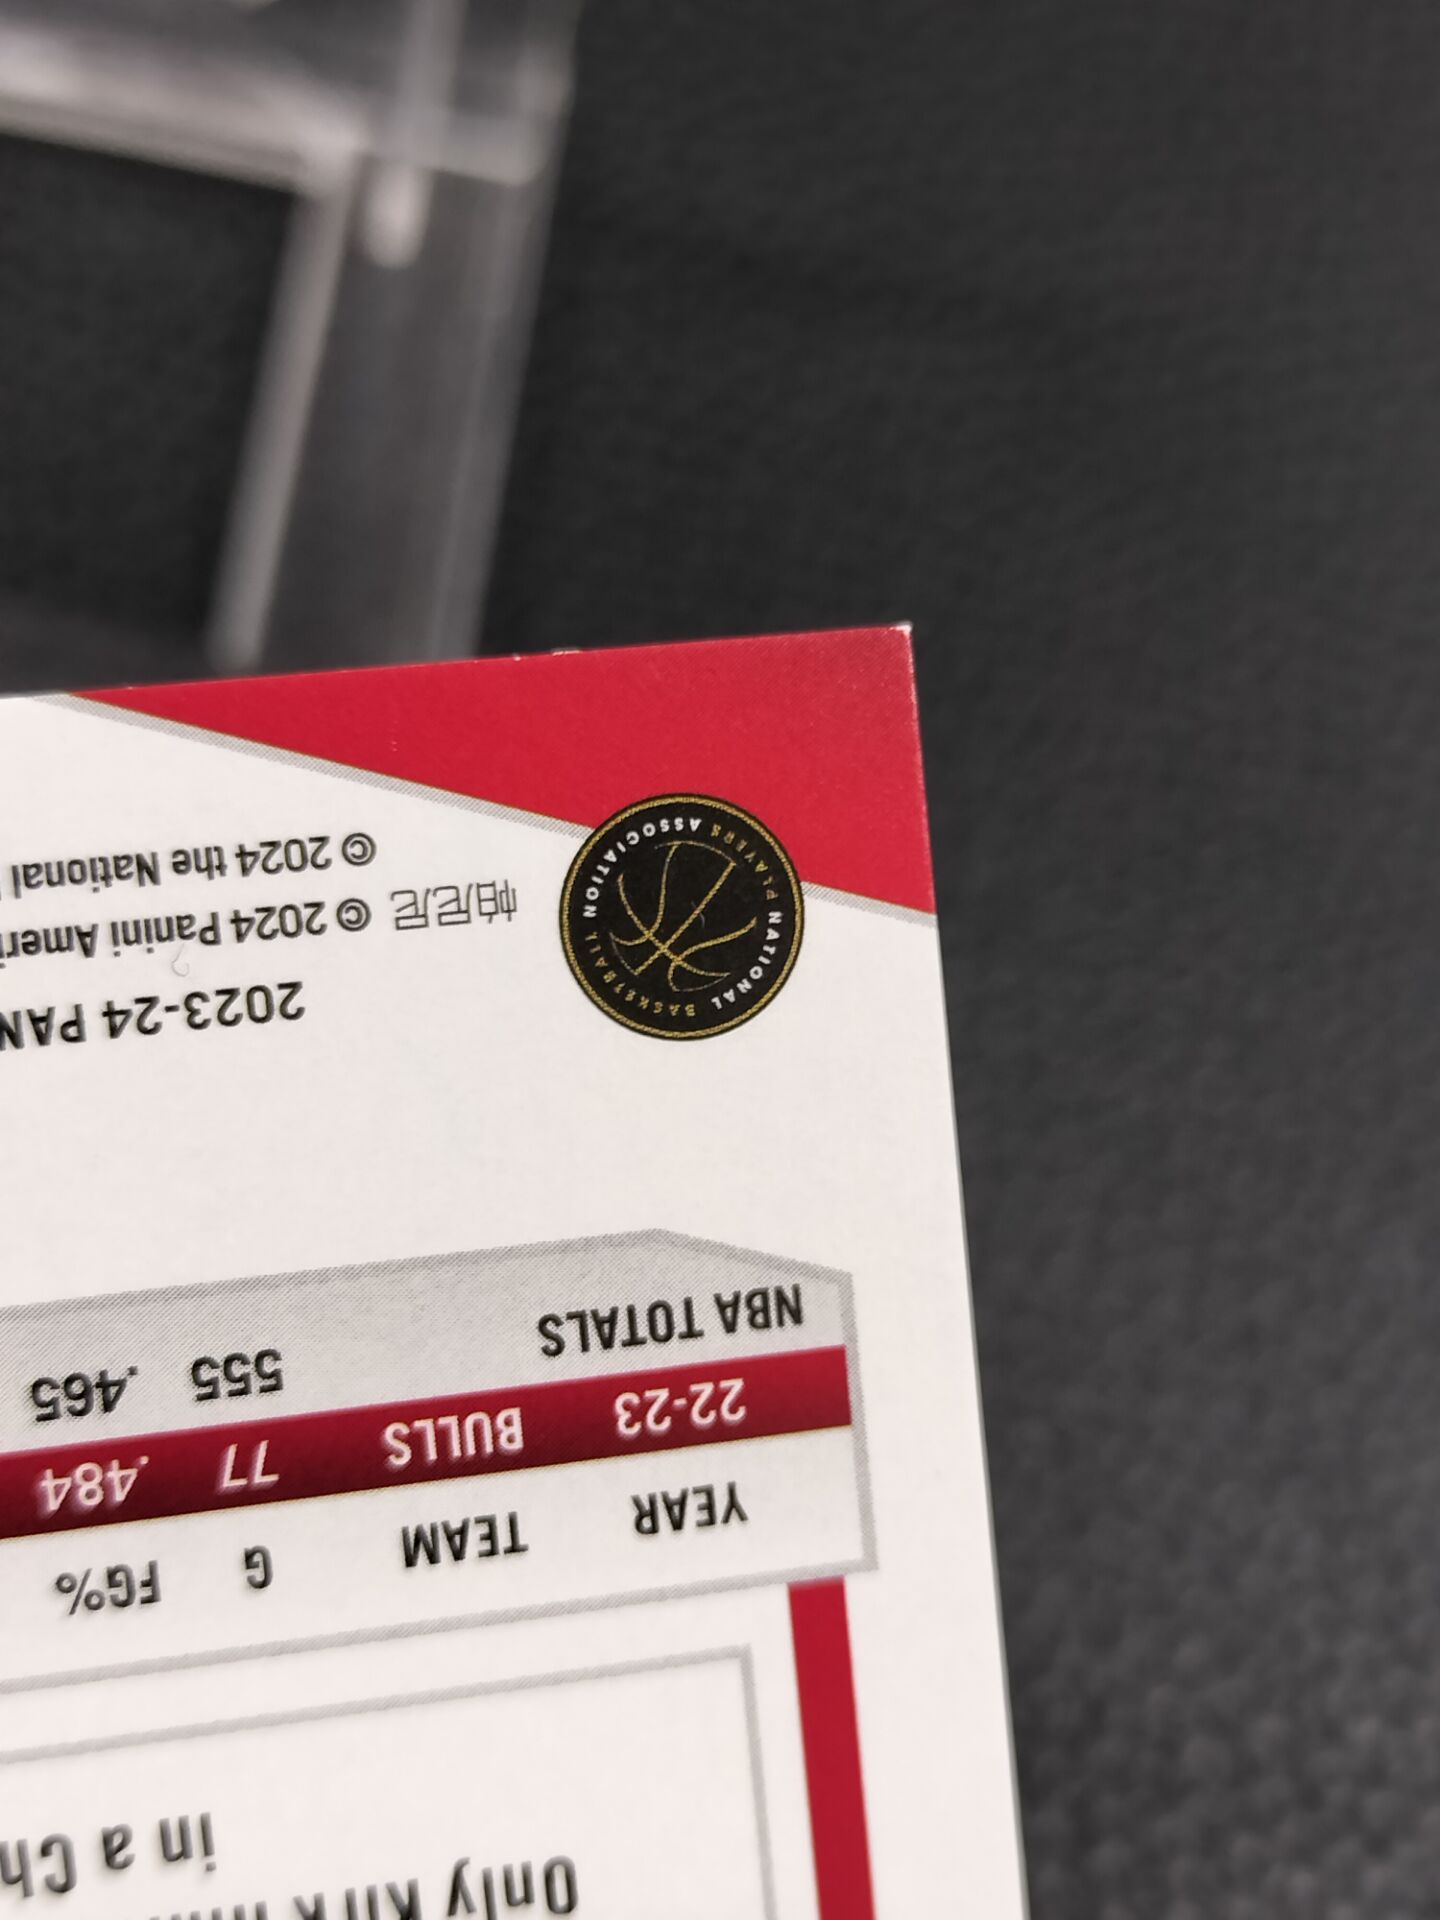 Only Kirk
in a Ch
YEAR TEAM G FG%
22-23 BULLS 77 .484
NBA TOTALS 555 .465
2023-24 PAN
帕尼尼 © 2024 Panini Ameri
© 2024 the National
NATIONAL BASKETBALL PLAYERS ASSOCIATION